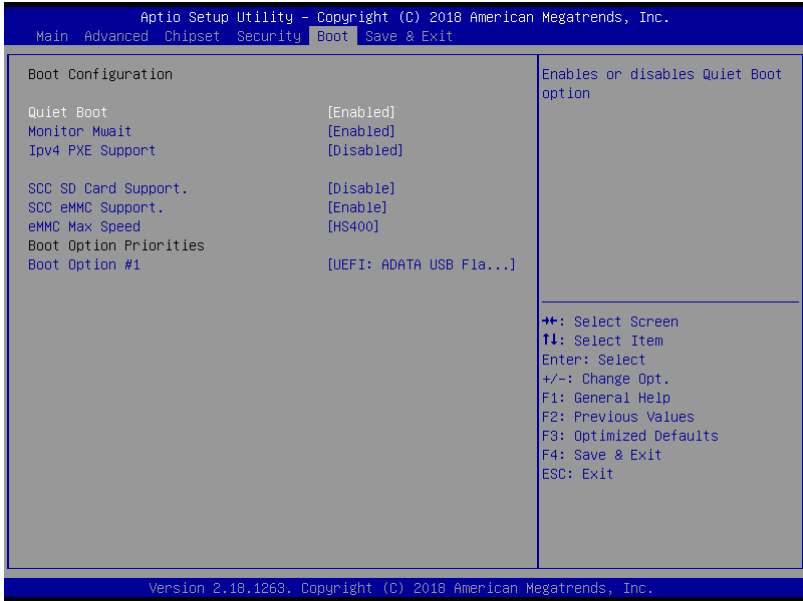 Aptio Setup Utility – Copyright (C) 2018 American Megatrends, Inc.
Main Advanced Chipset Security Boot Save & Exit
Boot Configuration
Quiet Boot [Enabled]
Monitor Mwait [Enabled]
Ipv4 PXE Support [Disabled]
SCC SD Card Support. [Disable]
SCC eMMC Support. [Enable]
eMMC Max Speed [HS400]
Boot Option Priorities
Boot Option #1 [UEFI: ADATA USB Fla...]
Enables or disables Quiet Boot
option
→←: Select Screen
↑↓: Select Item
Enter: Select
+/-: Change Opt.
F1: General Help
F2: Previous Values
F3: Optimized Defaults
F4: Save & Exit
ESC: Exit
Version 2.18.1263. Copyright (C) 2018 American Megatrends, Inc.